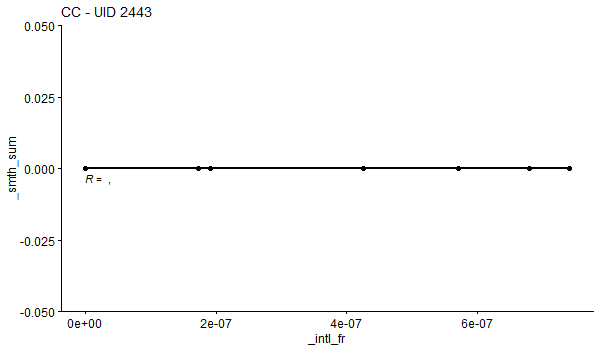 CC - UID 2443
0.050
0.025
0.000
-0.025
-0.050
_smth_sum
R = ,
0e+00 2e-07 4e-07 6e-07
_intl_fr